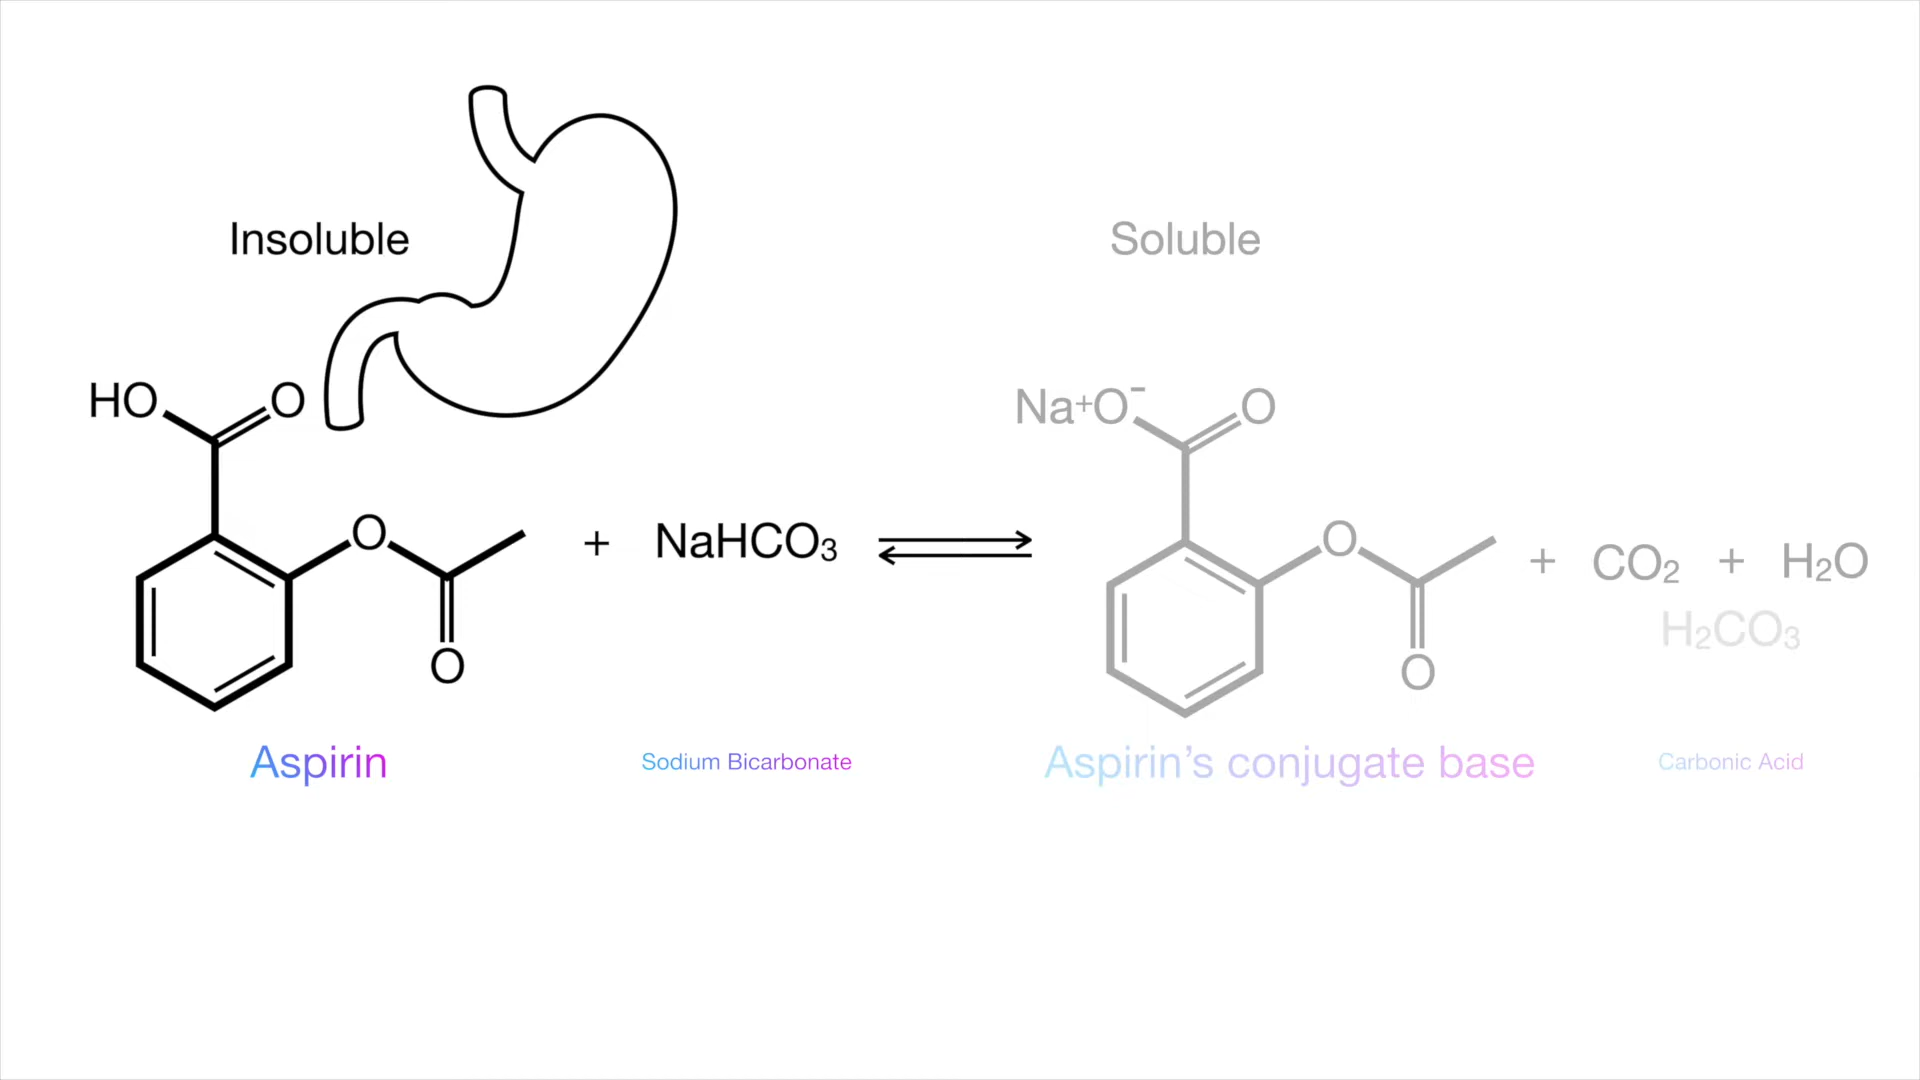 Insoluble
Soluble
HO
O
Na⁺O⁻
O
O
O
+ NaHCO₃
O
O
+ CO₂ + H₂O
H₂CO₃
Aspirin
Sodium Bicarbonate
Aspirin’s conjugate base
Carbonic Acid